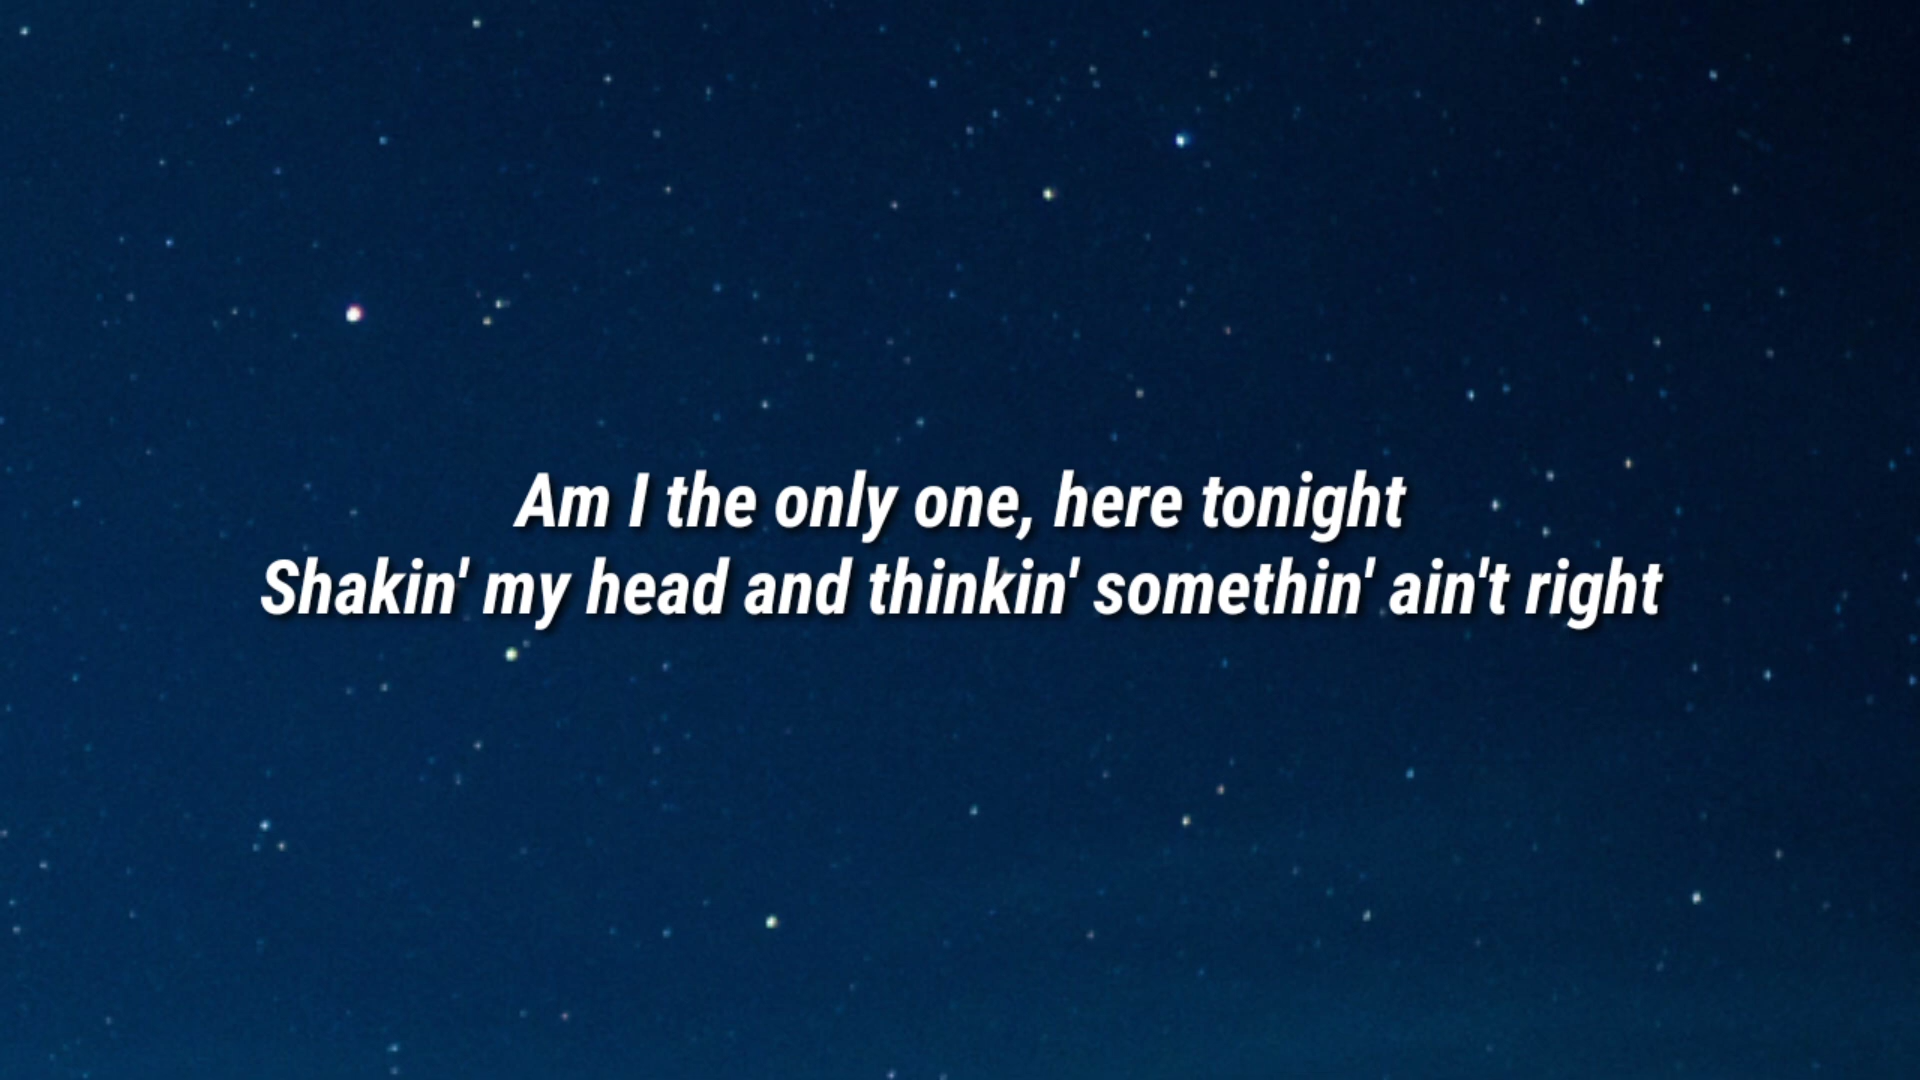 Am I the only one, here tonight
Shakin' my head and thinkin' somethin' ain't right